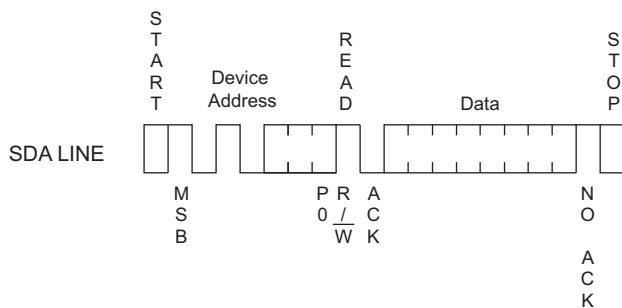 START
Device
Address
READ
Data
STOP
SDA LINE
MSB
P0
R/W
ACK
NO ACK